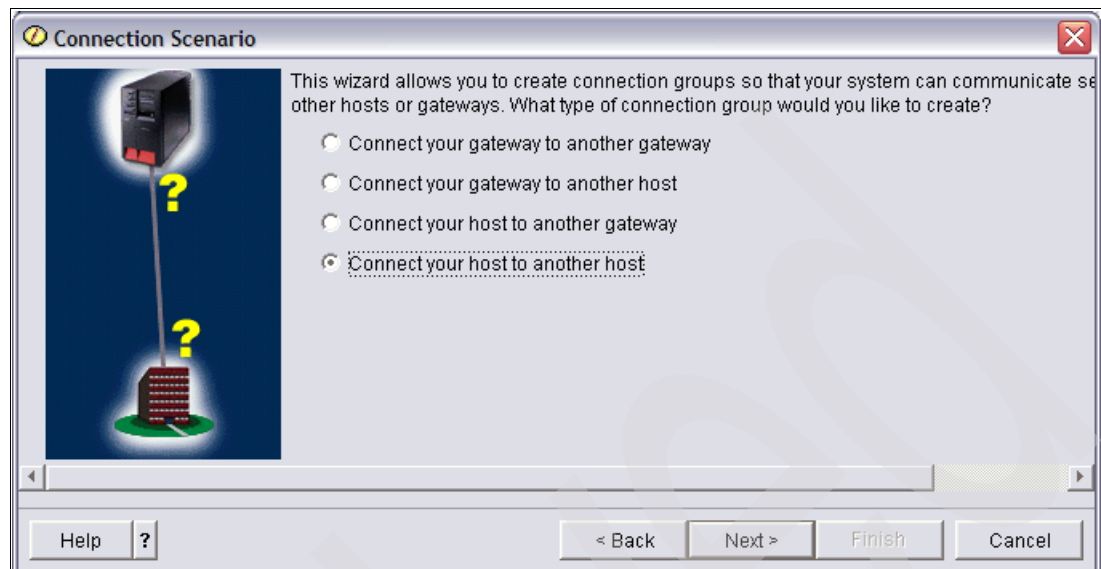 Connection Scenario
This wizard allows you to create connection groups so that your system can communicate se
other hosts or gateways. What type of connection group would you like to create?
Connect your gateway to another gateway
Connect your gateway to another host
Connect your host to another gateway
Connect your host to another host
?
?
Help ? < Back Next > Finish Cancel